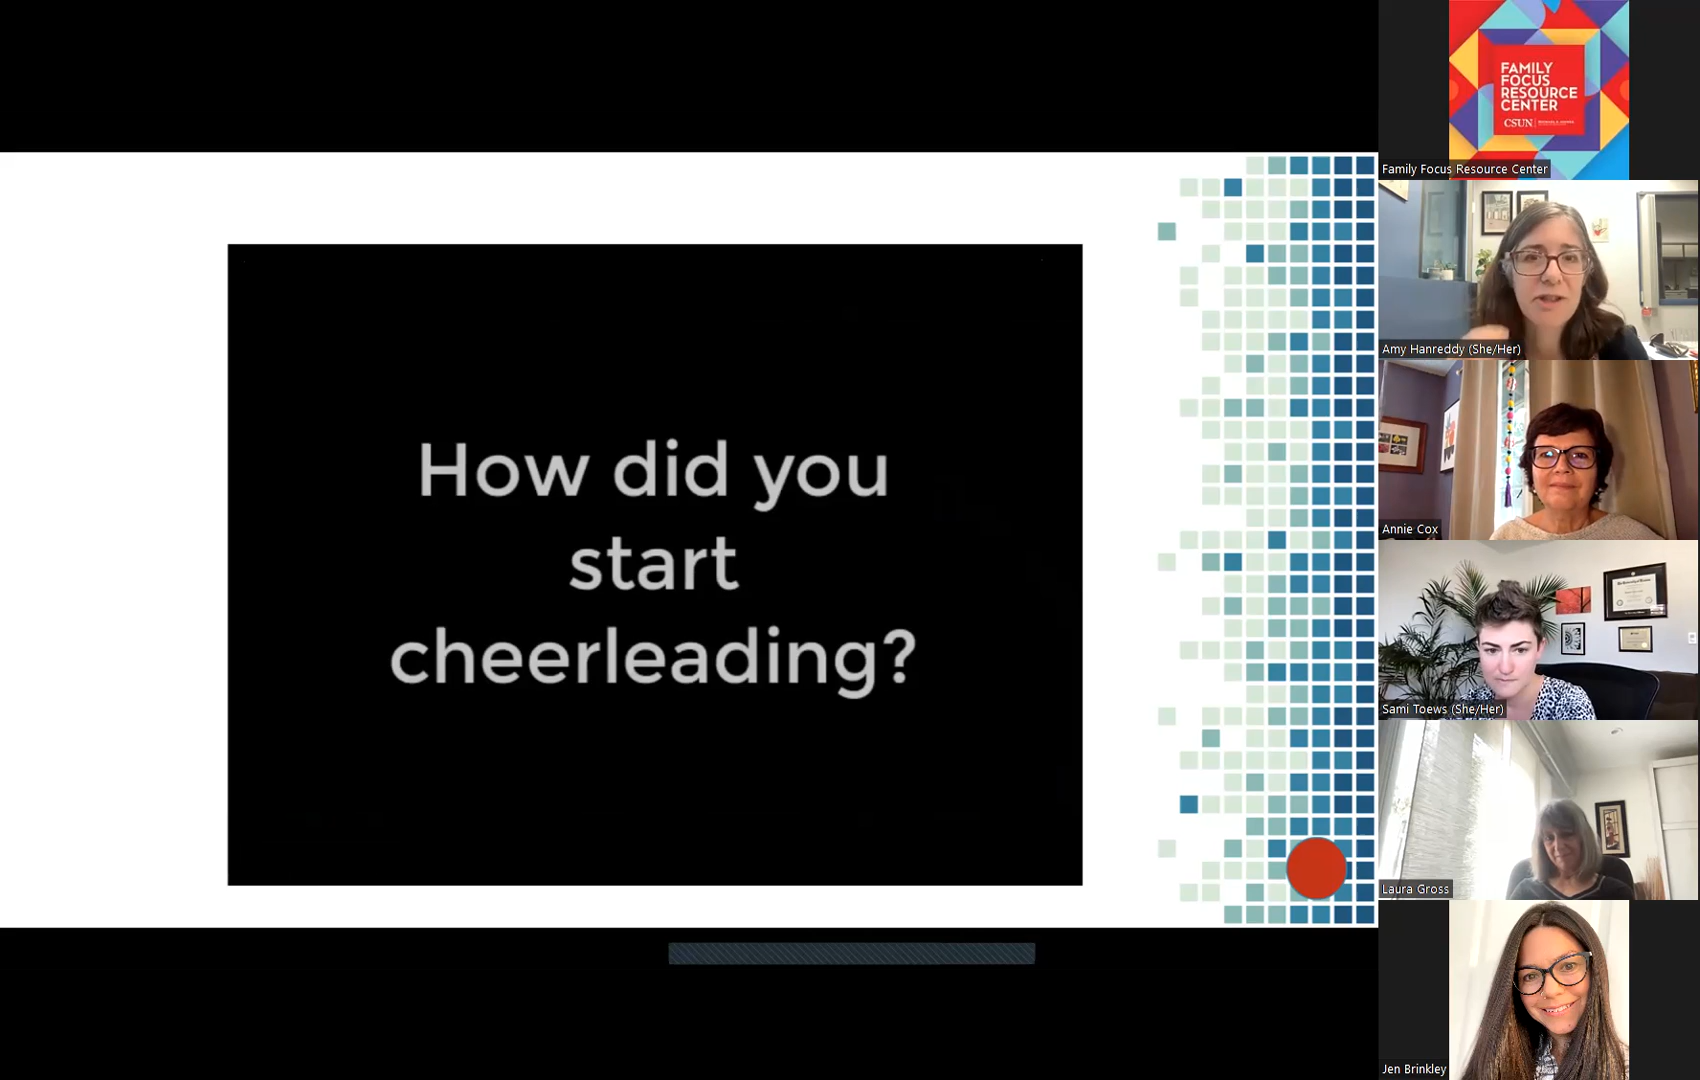 How did you
start
cheerleading?
FAMILY
FOCUS
RESOURCE
CENTER
CSUN
Family Focus Resource Center
Amy Hanreddy (She/Her)
Annie Cox
Sami Toews (She/Her)
Laura Gross
Jen Brinkley